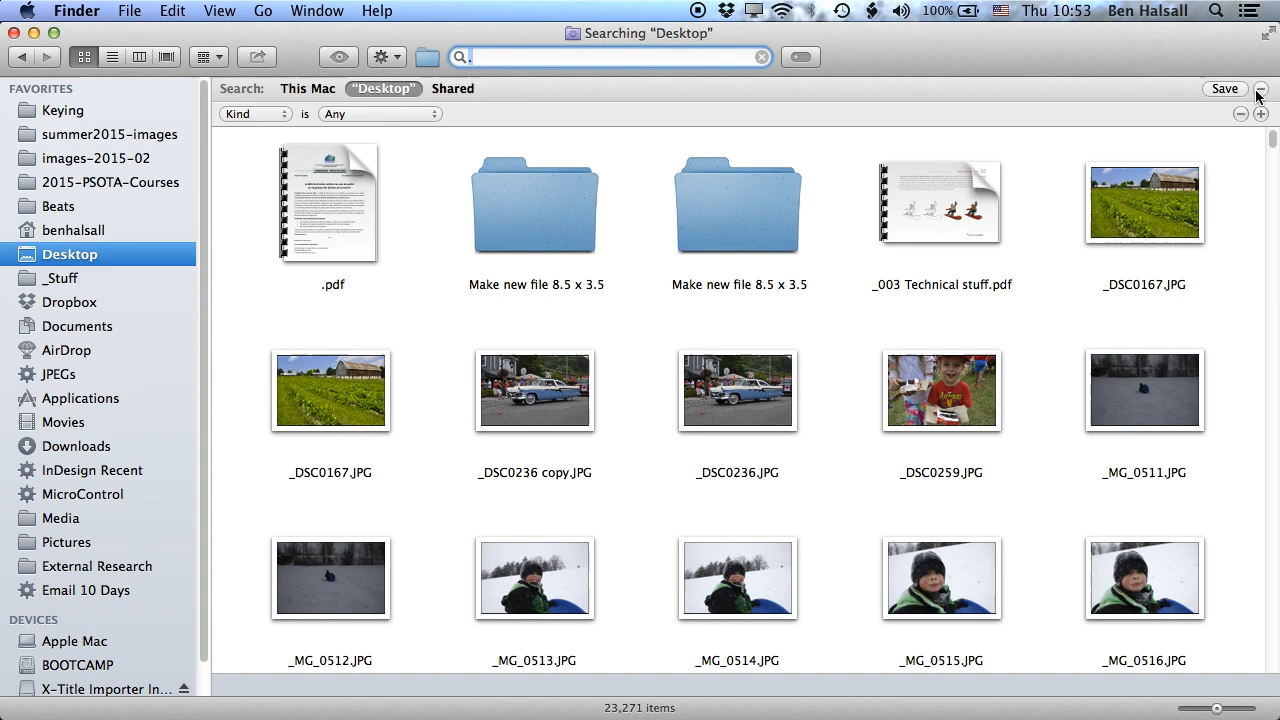 Finder File Edit View Go Window Help 100% Thu 10:53 Ben Halsall
Searching "Desktop"
.
Search: This Mac "Desktop" Shared Save
Kind is Any
FAVORITES
Keying
summer2015-images
images-2015-02
2015-PSOTA-Courses
Beats
benhalsall
Desktop
_Stuff
Dropbox
Documents
AirDrop
JPEGs
Applications
Movies
Downloads
InDesign Recent
MicroControl
Media
Pictures
External Research
Email 10 Days
DEVICES
Apple Mac
BOOTCAMP
X-Title Importer In...
.pdf
Make new file 8.5 x 3.5
Make new file 8.5 x 3.5
_003 Technical stuff.pdf
_DSC0167.JPG
_DSC0167.JPG
_DSC0236 copy.JPG
_DSC0236.JPG
_DSC0259.JPG
_MG_0511.JPG
_MG_0512.JPG
_MG_0513.JPG
_MG_0514.JPG
_MG_0515.JPG
_MG_0516.JPG
23,271 items